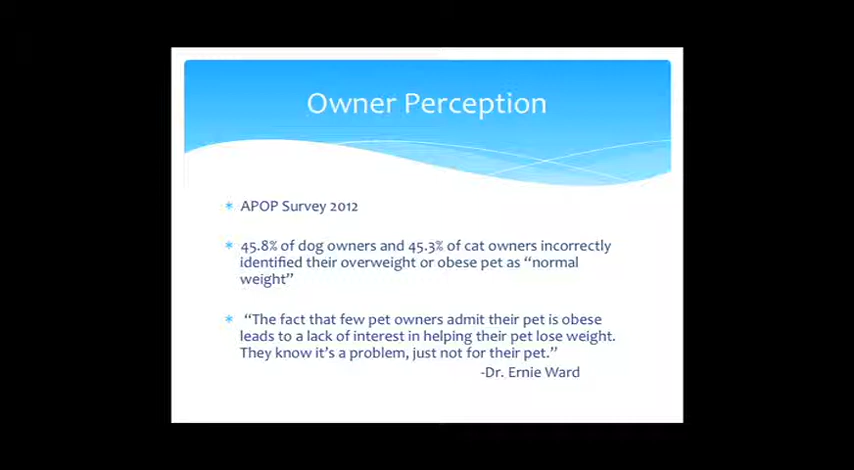 Owner Perception
* APOP Survey 2012
* 45.8% of dog owners and 45.3% of cat owners incorrectly
identified their overweight or obese pet as “normal
weight”
* “The fact that few pet owners admit their pet is obese
leads to a lack of interest in helping their pet lose weight.
They know it’s a problem, just not for their pet.”
-Dr. Ernie Ward